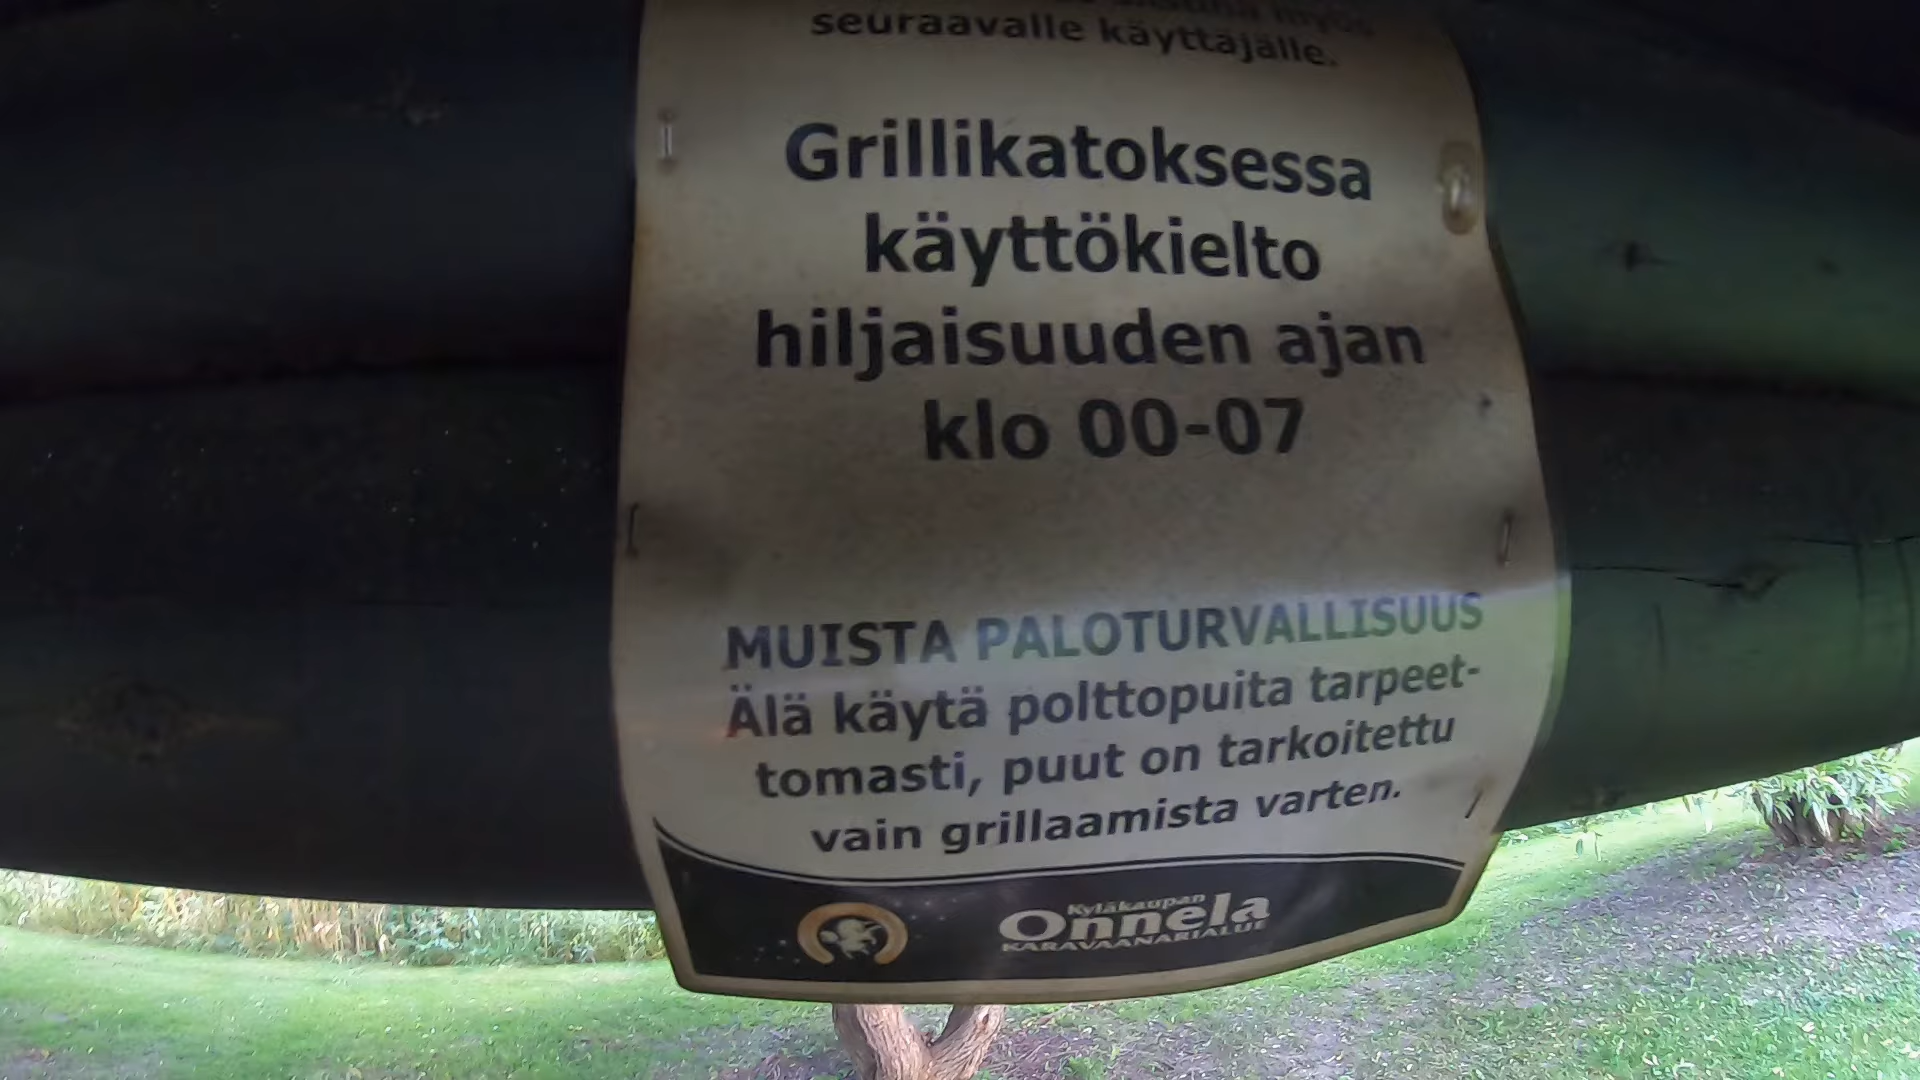 myös
seuraavalle käyttäjälle.
Grillikatoksessa
käyttökielto
hiljaisuuden ajan
klo 00-07
MUISTA PALOTURVALLISUUS
Älä käytä polttopuita tarpeet-
tomasti, puut on tarkoitettu
vain grillaamista varten.
Kyläkaupan
Onnela
KARAVAANARIALUE